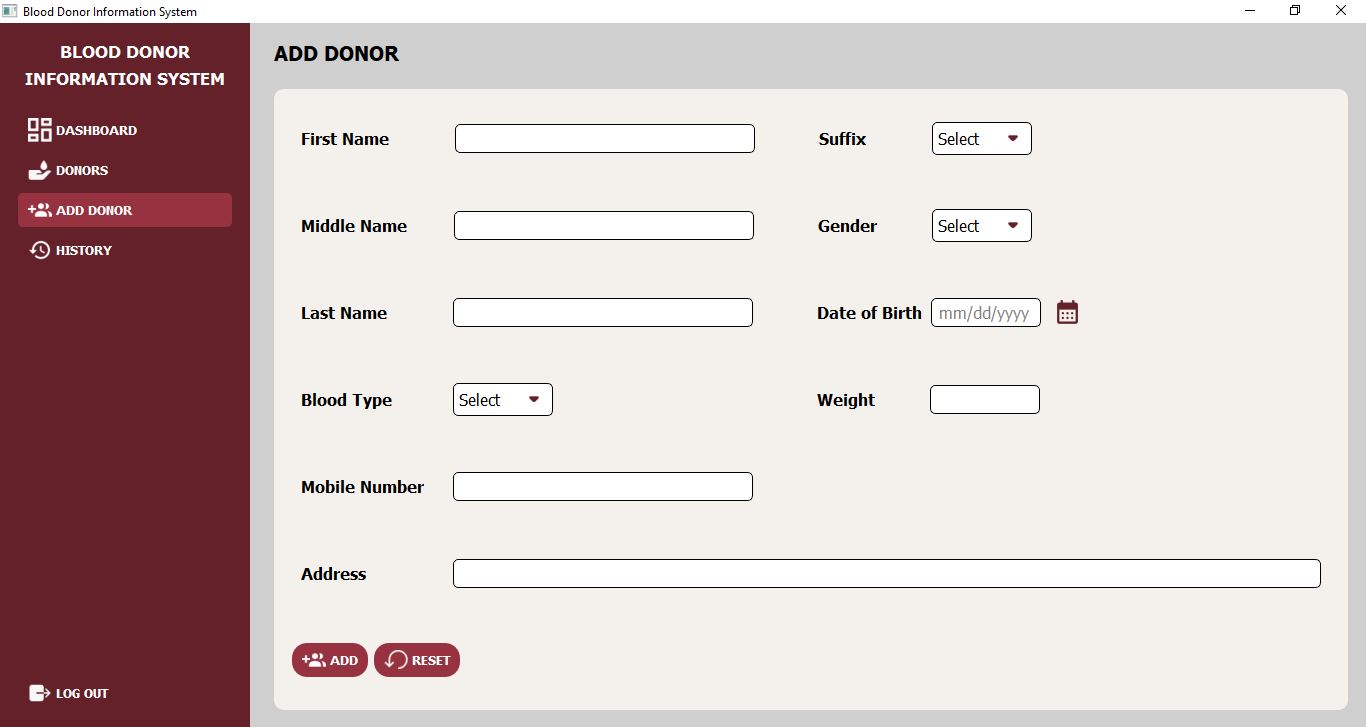 Blood Donor Information System
BLOOD DONOR
INFORMATION SYSTEM
DASHBOARD
DONORS
ADD DONOR
HISTORY
LOG OUT
ADD DONOR
First Name
Suffix
Select
Middle Name
Gender
Select
Last Name
Date of Birth
mm/dd/yyyy
Blood Type
Select
Weight
Mobile Number
Address
ADD
RESET